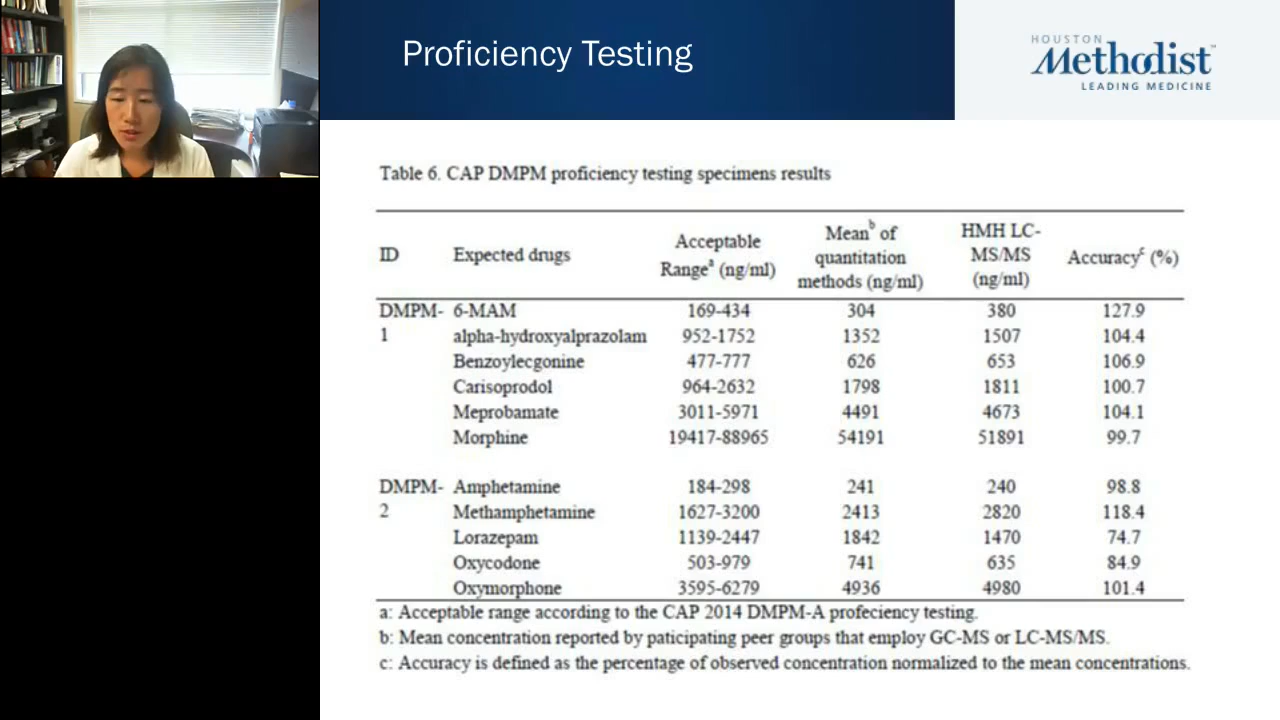 Proficiency Testing
HOUSTON
Methodist™
LEADING MEDICINE
Table 6. CAP DMPM proficiency testing specimens results
ID Expected drugs Acceptable Rangeᵃ (ng/ml) Meanᵇ of quantitation methods (ng/ml) HMH LC-MS/MS (ng/ml) Accuracyᶜ (%)
DMPM-1 6-MAM 169-434 304 380 127.9
alpha-hydroxyalprazolam 952-1752 1352 1507 104.4
Benzoylecgonine 477-777 626 653 106.9
Carisoprodol 964-2632 1798 1811 100.7
Meprobamate 3011-5971 4491 4673 104.1
Morphine 19417-88965 54191 51891 99.7
DMPM-2 Amphetamine 184-298 241 240 98.8
Methamphetamine 1627-3200 2413 2820 118.4
Lorazepam 1139-2447 1842 1470 74.7
Oxycodone 503-979 741 635 84.9
Oxymorphone 3595-6279 4936 4980 101.4
a: Acceptable range according to the CAP 2014 DMPM-A profeciency testing.
b: Mean concentration reported by paticipating peer groups that employ GC-MS or LC-MS/MS.
c: Accuracy is defined as the percentage of observed concentration normalized to the mean concentrations.